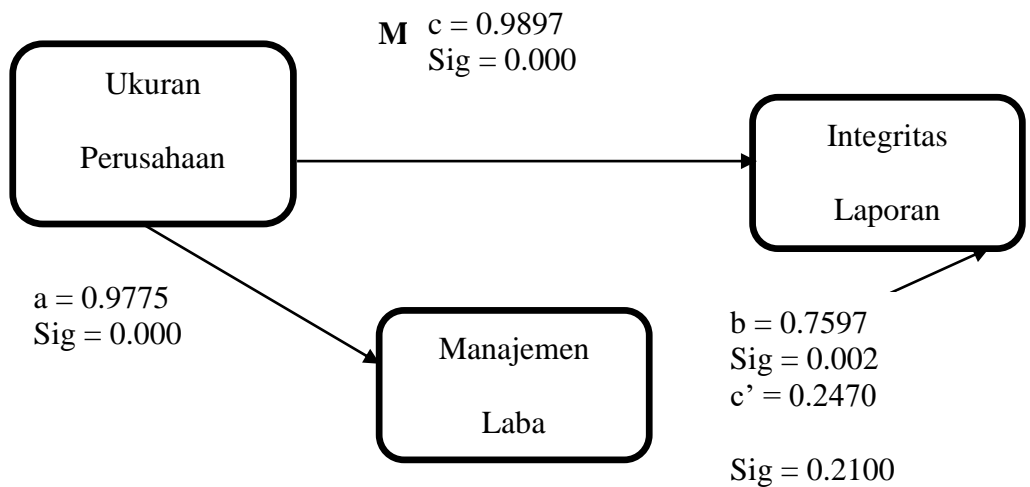 M
c = 0.9897
Sig = 0.000
Ukuran
Perusahaan
Integritas
Laporan
a = 0.9775
Sig = 0.000
Manajemen
Laba
b = 0.7597
Sig = 0.002
c’ = 0.2470
Sig = 0.2100